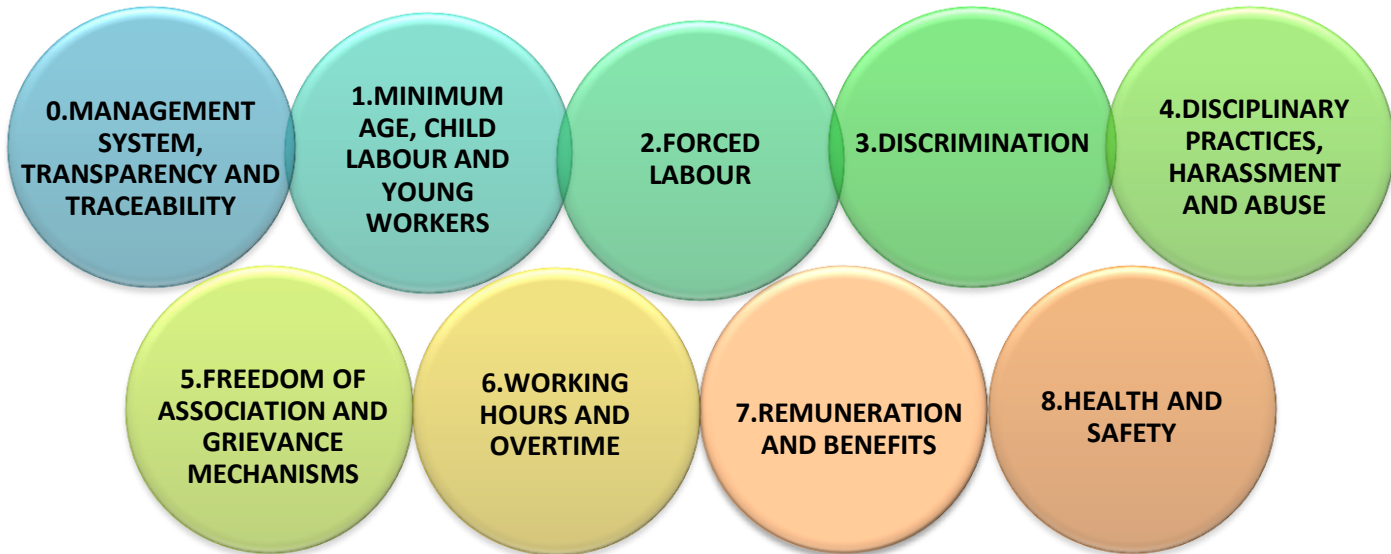 0.MANAGEMENT
SYSTEM,
TRANSPARENCY AND
TRACEABILITY
1.MINIMUM
AGE, CHILD
LABOUR AND
YOUNG
WORKERS
2.FORCED
LABOUR
3.DISCRIMINATION
4.DISCIPLINARY
PRACTICES,
HARASSMENT
AND ABUSE
5.FREEDOM OF
ASSOCIATION AND
GRIEVANCE
MECHANISMS
6.WORKING
HOURS AND
OVERTIME
7.REMUNERATION
AND BENEFITS
8.HEALTH AND
SAFETY